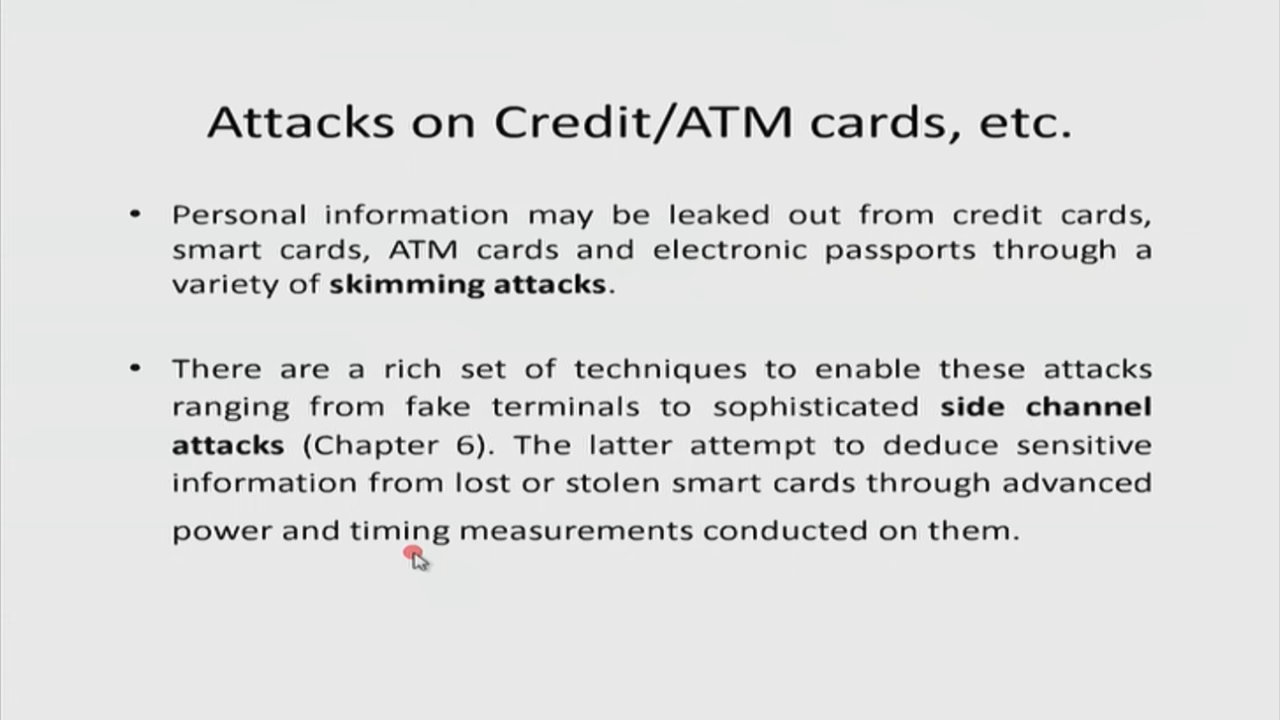 Attacks on Credit/ATM cards, etc.
• Personal information may be leaked out from credit cards,
smart cards, ATM cards and electronic passports through a
variety of skimming attacks.
• There are a rich set of techniques to enable these attacks
ranging from fake terminals to sophisticated side channel
attacks (Chapter 6). The latter attempt to deduce sensitive
information from lost or stolen smart cards through advanced
power and timing measurements conducted on them.